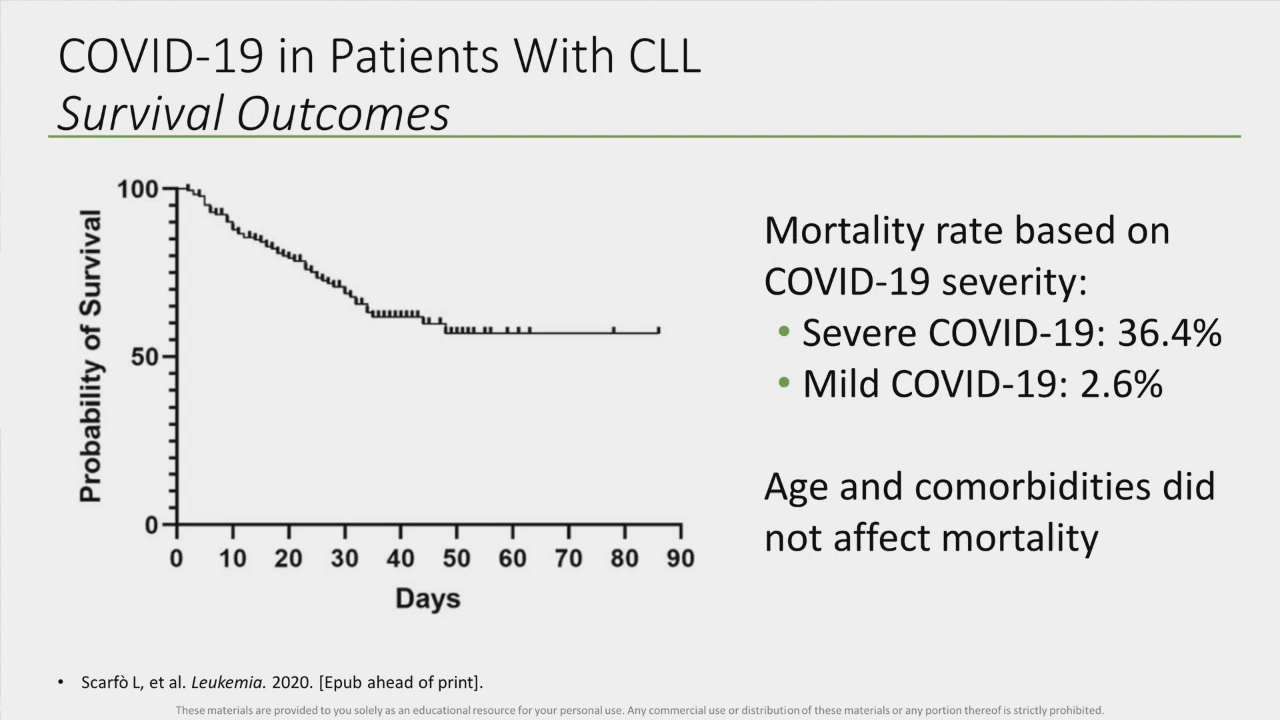 COVID-19 in Patients With CLL
Survival Outcomes
100
50
0
Probability of Survival
0 10 20 30 40 50 60 70 80 90
Days
Mortality rate based on
COVID-19 severity:
• Severe COVID-19: 36.4%
• Mild COVID-19: 2.6%
Age and comorbidities did
not affect mortality
• Scarfò L, et al. Leukemia. 2020. [Epub ahead of print].
These materials are provided to you solely as an educational resource for your personal use. Any commercial use or distribution of these materials or any portion thereof is strictly prohibited.